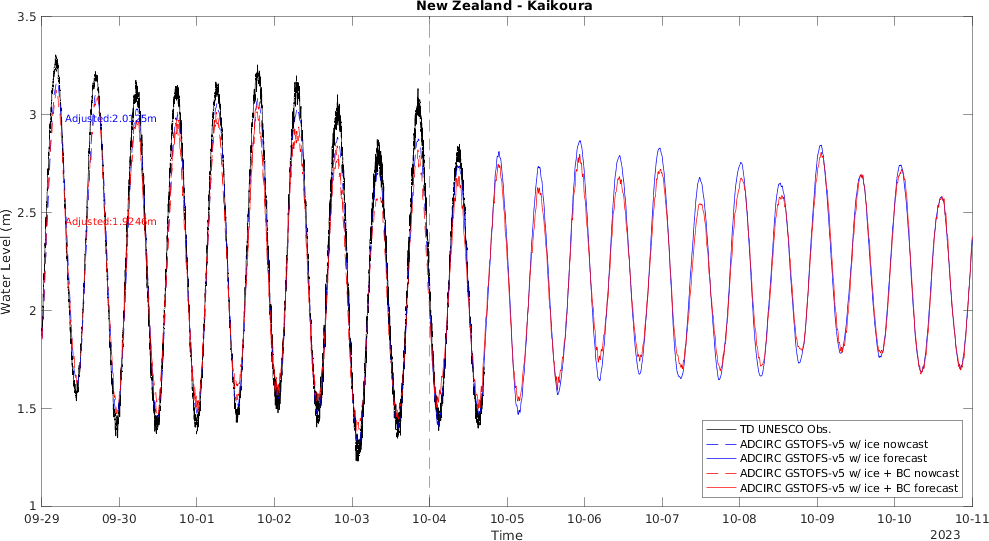 New Zealand - Kaikoura
3.5
3
2.5
2
1.5
1
Water Level (m)
Adjusted:2.0125m
Adjusted:1.9246m
TD UNESCO Obs.
ADCIRC GSTOFS-v5 w/ ice nowcast
ADCIRC GSTOFS-v5 w/ ice forecast
ADCIRC GSTOFS-v5 w/ ice + BC nowcast
ADCIRC GSTOFS-v5 w/ ice + BC forecast
09-29 09-30 10-01 10-02 10-03 10-04 10-05 10-06 10-07 10-08 10-09 10-10 10-11
Time
2023